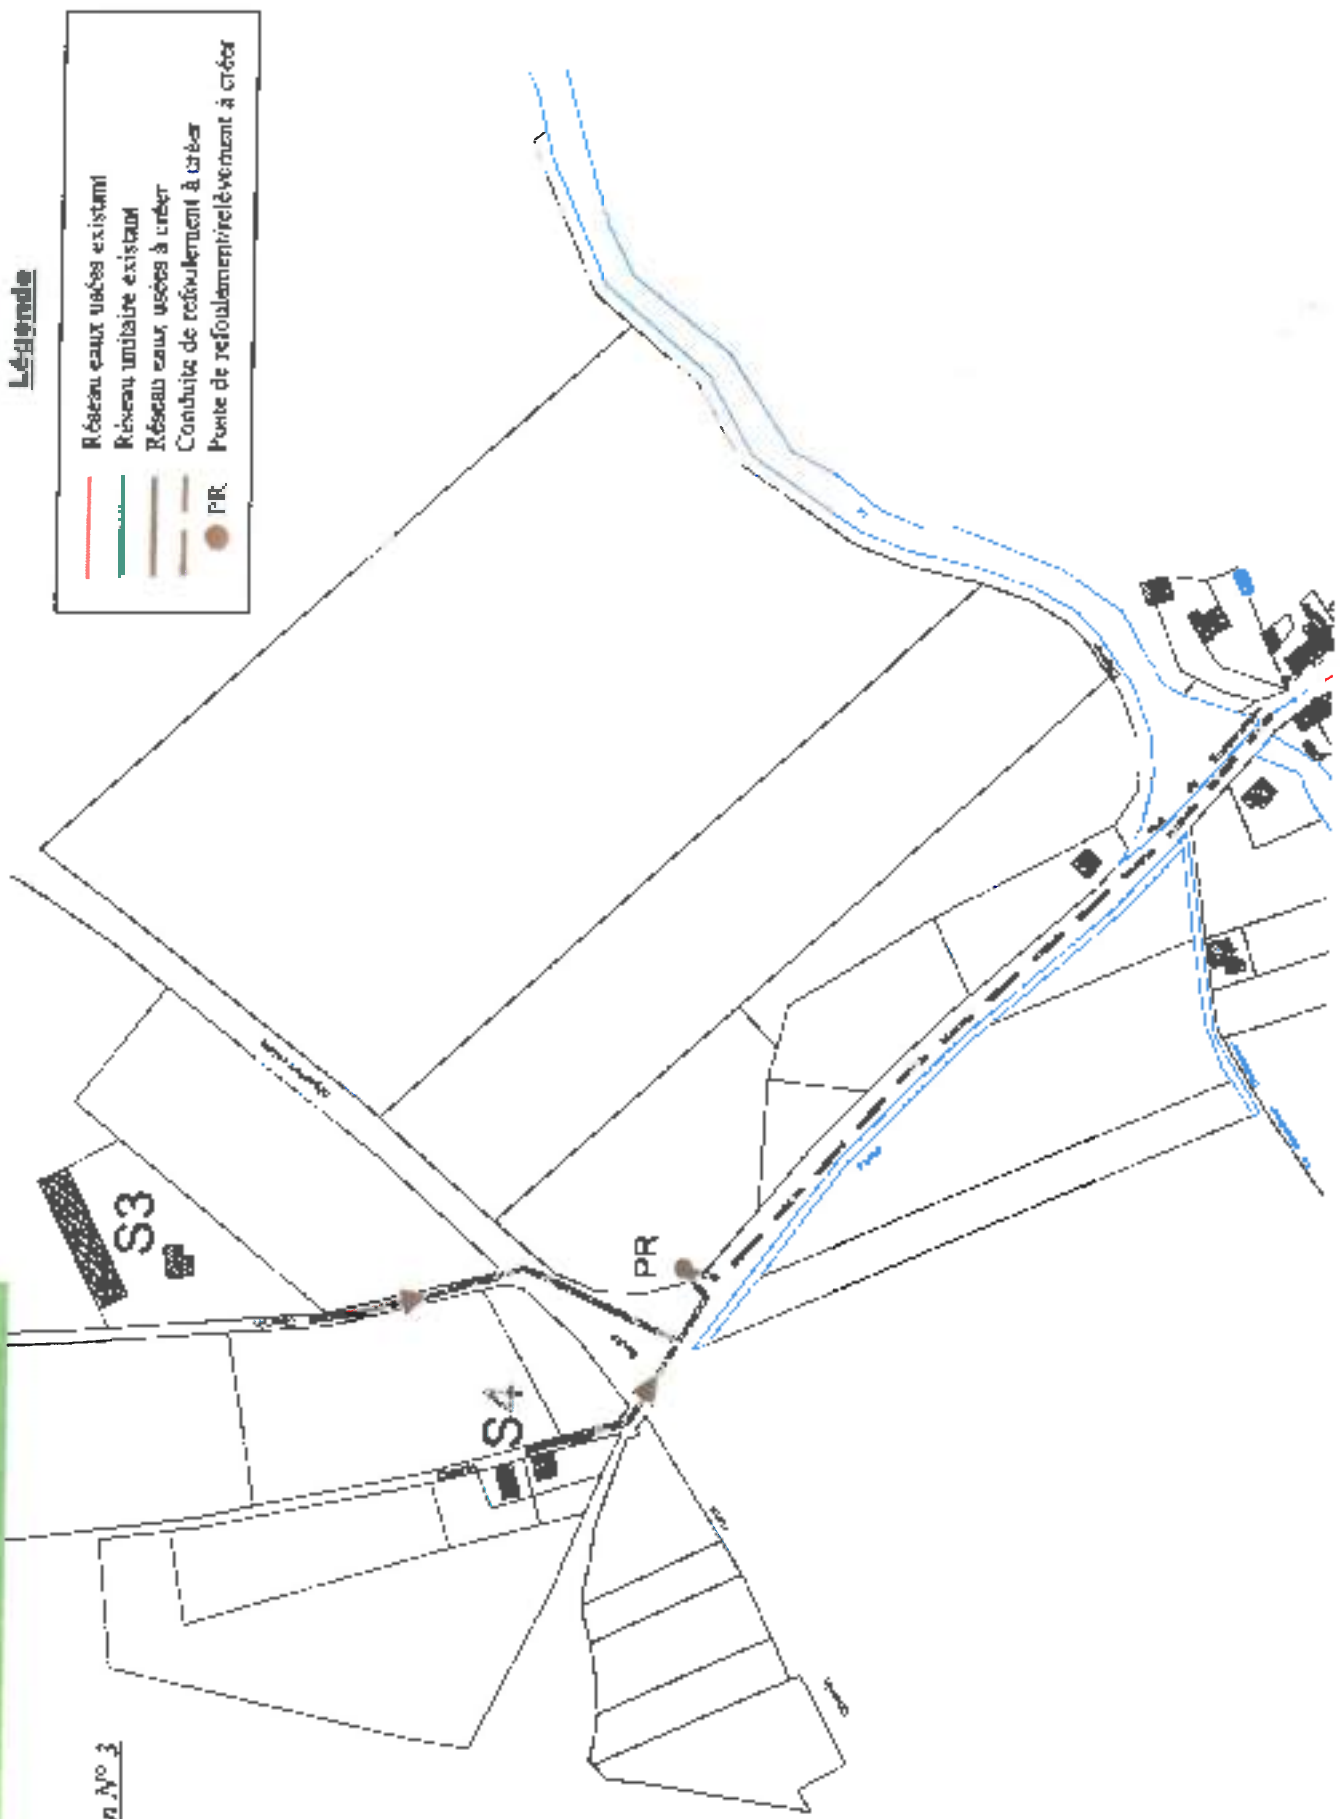 Légende
Réseau eaux usées existant
Réseau unitaire existant
Réseau eaux usées à créer
Conduite de refoulement à créer
PR Poste de refoulement/relèvement à créer
S3
S4
PR
n N° 3